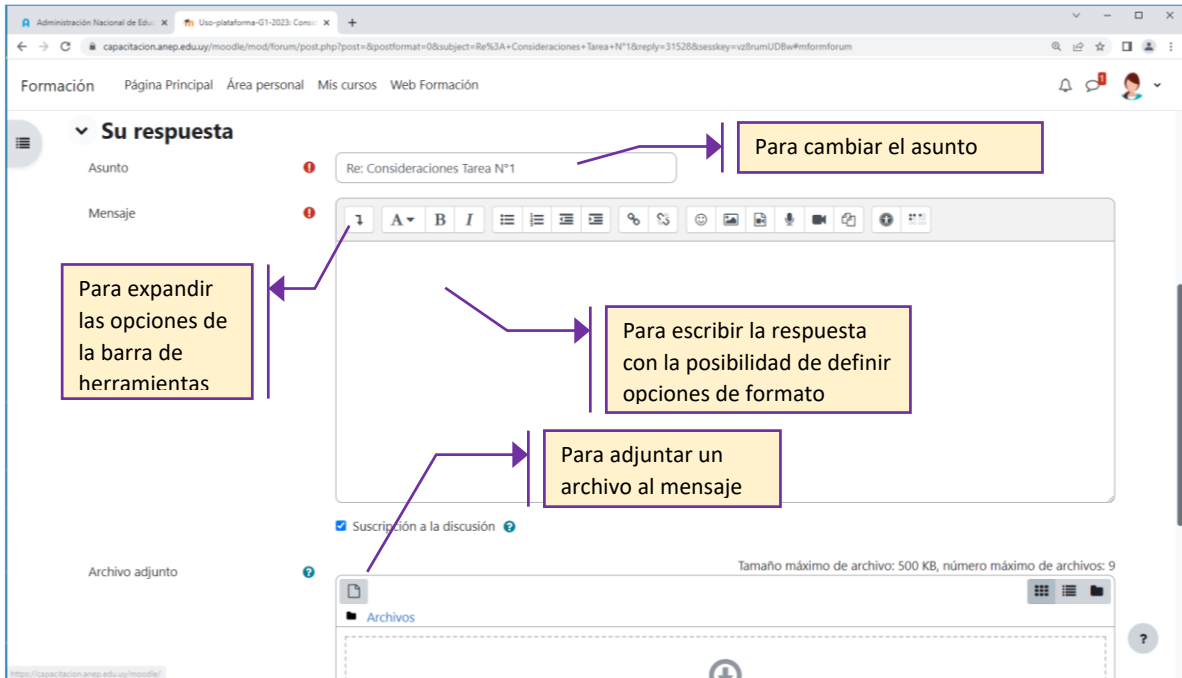 Administración Nacional de Edu
Uso-plataforma-G1-2023: Consid
capacitacion.anep.edu.uy/moodle/mod/forum/post.php?post=&postformat=0&subject=Re%3A+Consideraciones+Tarea+N°1&reply=31528&sesskey=vz8rumUDBw#mformforum
Formación Página Principal Área personal Mis cursos Web Formación
1
Su respuesta
Para cambiar el asunto
Asunto
Re: Consideraciones Tarea N°1
Mensaje
A B I
Para expandir
las opciones de
la barra de
herramientas
Para escribir la respuesta
con la posibilidad de definir
opciones de formato
Para adjuntar un
archivo al mensaje
Suscripción a la discusión ?
Tamaño máximo de archivo: 500 KB, número máximo de archivos: 9
Archivo adjunto ?
Archivos
?
https://capacitacion.anep.edu.uy/moodle/